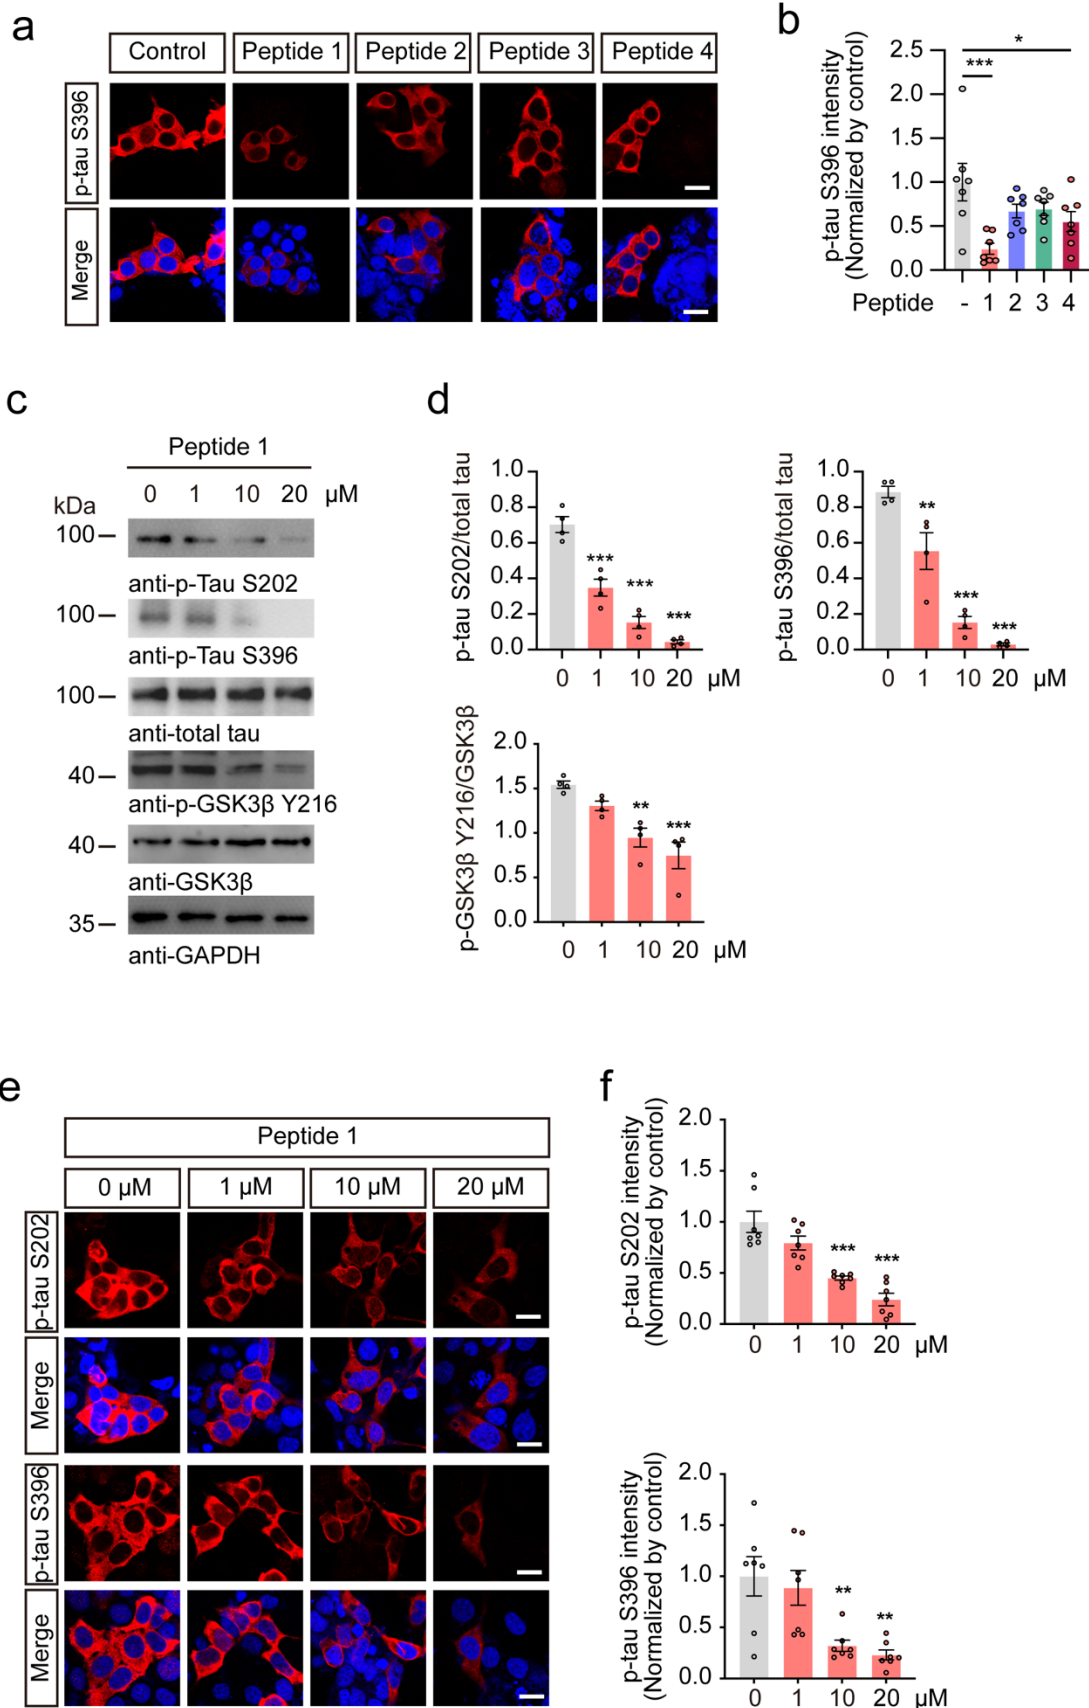 a
Control Peptide 1 Peptide 2 Peptide 3 Peptide 4
p-tau S396
Merge
b
p-tau S396 intensity
(Normalized by control)
2.5
2.0
1.5
1.0
0.5
0.0
*
***
Peptide - 1 2 3 4
c
Peptide 1
kDa 0 1 10 20 µM
100
anti-p-Tau S202
100
anti-p-Tau S396
100
anti-total tau
40
anti-p-GSK3β Y216
40
anti-GSK3β
35
anti-GAPDH
d
p-tau S202/total tau
1.0
0.8
0.6
0.4
0.2
0.0
*** *** ***
0 1 10 20 µM
p-tau S396/total tau
1.0
0.8
0.6
0.4
0.2
0.0
** *** ***
0 1 10 20 µM
p-GSK3β Y216/GSK3β
2.0
1.5
1.0
0.5
0.0
** ***
0 1 10 20 µM
e
Peptide 1
0 µM 1 µM 10 µM 20 µM
p-tau S202
Merge
p-tau S396
Merge
f
p-tau S202 intensity
(Normalized by control)
2.0
1.5
1.0
0.5
0.0
*** ***
0 1 10 20 µM
p-tau S396 intensity
(Normalized by control)
2.0
1.5
1.0
0.5
0.0
** **
0 1 10 20 µM